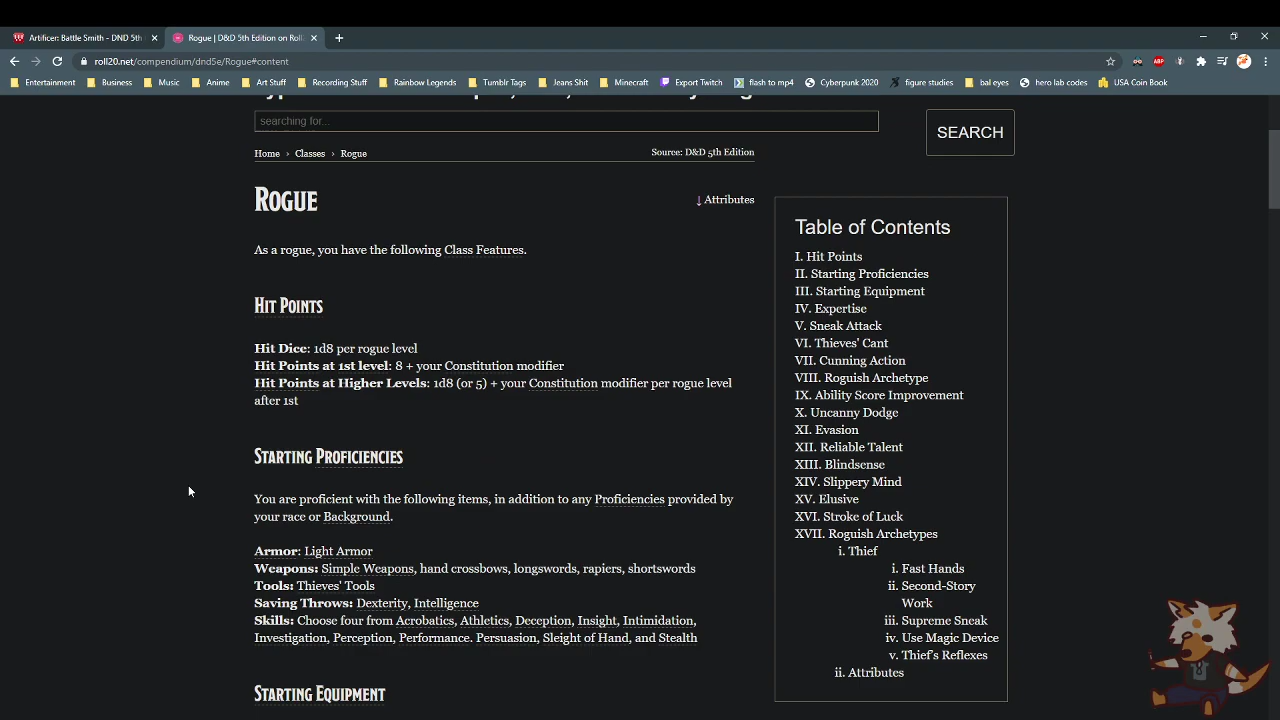 Artificer: Battle Smith - DND 5th
Rogue | D&D 5th Edition on Roll
roll20.net/compendium/dnd5e/Rogue#content
Entertainment Business Music Anime Art Stuff Recording Stuff Rainbow Legends Tumblr Tags Jeans Shit Minecraft Export Twitch flash to mp4 Cyberpunk 2020 figure studies bal eyes hero lab codes USA Coin Book
searching for...
SEARCH
Home › Classes › Rogue
Source: D&D 5th Edition
Rogue
↓ Attributes
As a rogue, you have the following Class Features.
Hit Points
Hit Dice: 1d8 per rogue level
Hit Points at 1st level: 8 + your Constitution modifier
Hit Points at Higher Levels: 1d8 (or 5) + your Constitution modifier per rogue level
after 1st
Starting Proficiencies
You are proficient with the following items, in addition to any Proficiencies provided by
your race or Background.
Armor: Light Armor
Weapons: Simple Weapons, hand crossbows, longswords, rapiers, shortswords
Tools: Thieves' Tools
Saving Throws: Dexterity, Intelligence
Skills: Choose four from Acrobatics, Athletics, Deception, Insight, Intimidation,
Investigation, Perception, Performance. Persuasion, Sleight of Hand, and Stealth
Starting Equipment
Table of Contents
I. Hit Points
II. Starting Proficiencies
III. Starting Equipment
IV. Expertise
V. Sneak Attack
VI. Thieves' Cant
VII. Cunning Action
VIII. Roguish Archetype
IX. Ability Score Improvement
X. Uncanny Dodge
XI. Evasion
XII. Reliable Talent
XIII. Blindsense
XIV. Slippery Mind
XV. Elusive
XVI. Stroke of Luck
XVII. Roguish Archetypes
i. Thief
i. Fast Hands
ii. Second-Story
Work
iii. Supreme Sneak
iv. Use Magic Device
v. Thief's Reflexes
ii. Attributes